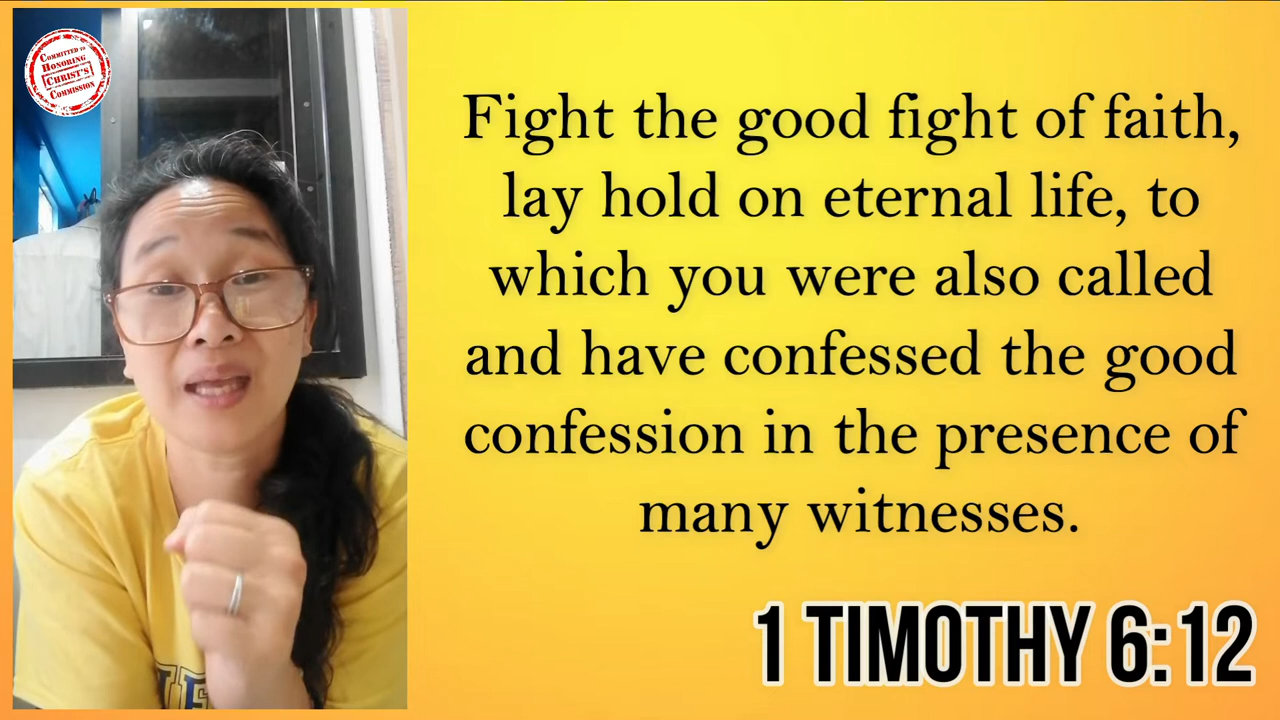 COMMITTED TO
HONORING
CHRIST'S
COMMISSION
Fight the good fight of faith,
lay hold on eternal life, to
which you were also called
and have confessed the good
confession in the presence of
many witnesses.
1 TIMOTHY 6:12